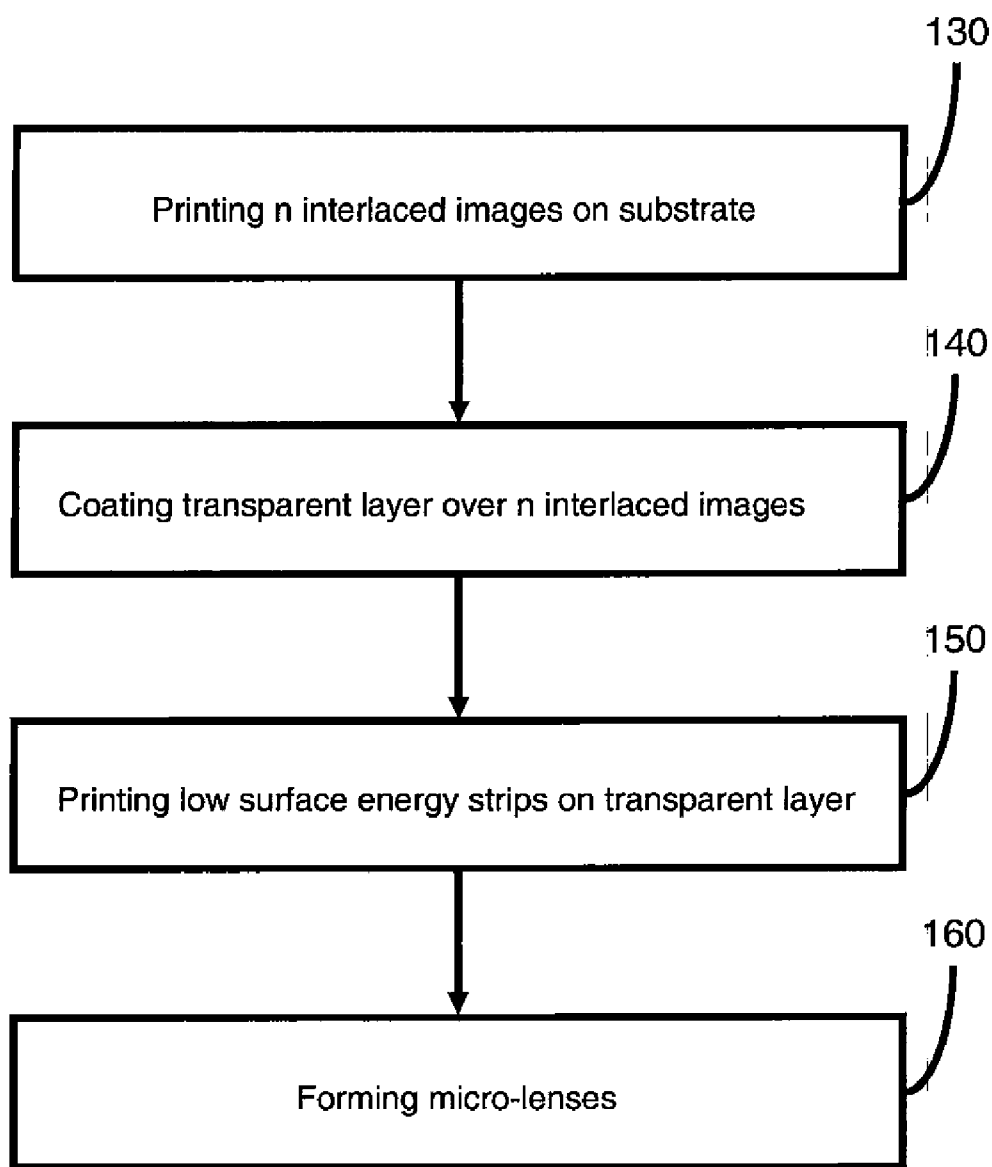 130
Printing n interlaced images on substrate
140
Coating transparent layer over n interlaced images
150
Printing low surface energy strips on transparent layer
160
Forming micro-lenses